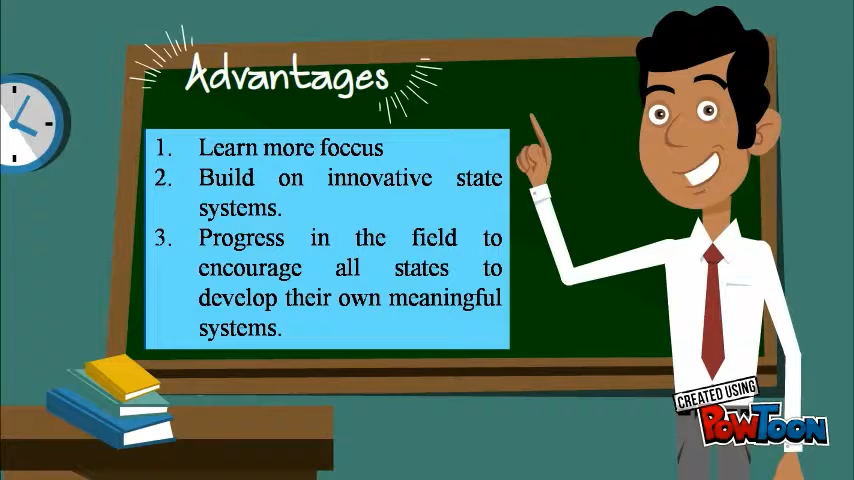 Advantages
1. Learn more foccus
2. Build on innovative state
systems.
3. Progress in the field to
encourage all states to
develop their own meaningful
systems.
CREATED USING
POWTOON